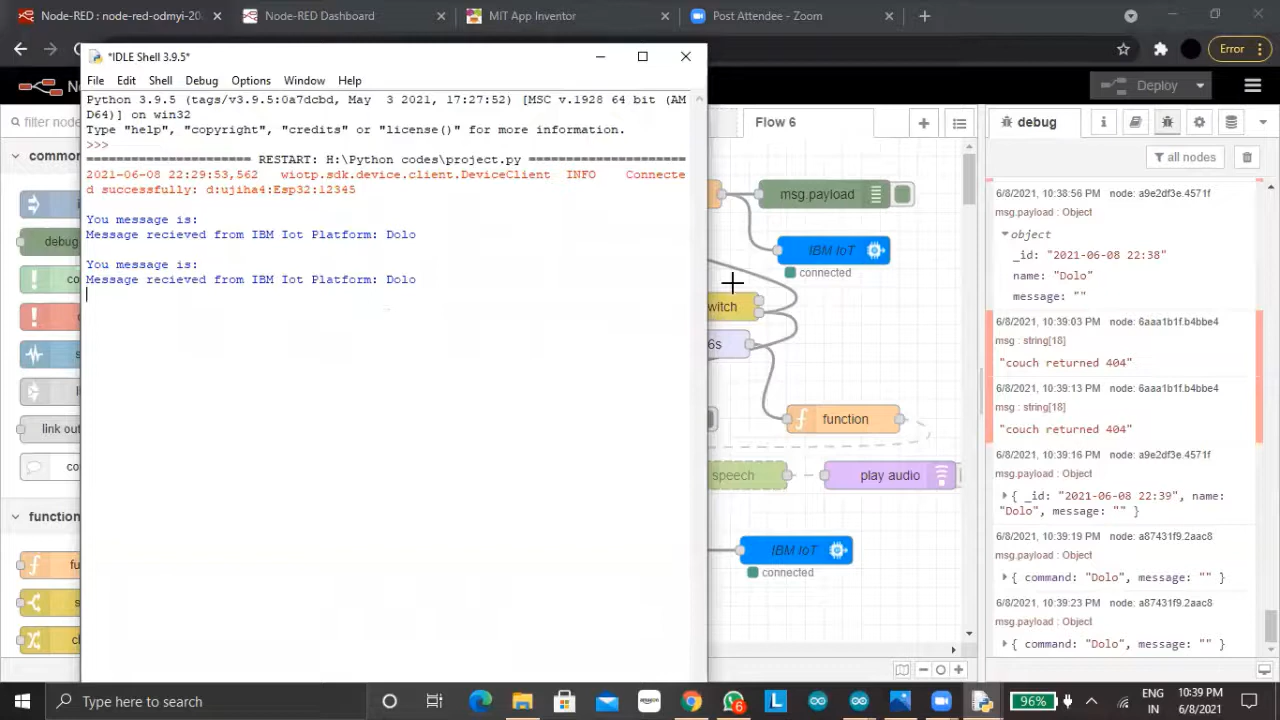 Node-RED : node-red-odmyi-20
Node-RED Dashboard
MIT App Inventor
Post Attendee - Zoom
Error
*IDLE Shell 3.9.5*
File Edit Shell Debug Options Window Help
Python 3.9.5 (tags/v3.9.5:0a7dcbd, May 3 2021, 17:27:52) [MSC v.1928 64 bit (AM
D64)] on win32
Type "help", "copyright", "credits" or "license()" for more information.
>>>
====================== RESTART: H:\Python codes\project.py =====================
2021-06-08 22:29:53,562 wiotp.sdk.device.client.DeviceClient INFO Connecte
d successfully: d:ujiha4:Esp32:12345
You message is:
Message recieved from IBM Iot Platform: Dolo
You message is:
Message recieved from IBM Iot Platform: Dolo
filter node
common
debug
link out
function
Deploy
Flow 6
msg.payload
IBM IoT
connected
witch
6s
function
speech
play audio
IBM IoT
connected
debug
i
all nodes
6/8/2021, 10:38:56 PM node: a9e2df3e.4571f
msg.payload : Object
object
_id: "2021-06-08 22:38"
name: "Dolo"
message: ""
6/8/2021, 10:39:03 PM node: 6aaa1b1f.b4bbe4
msg : string[18]
"couch returned 404"
6/8/2021, 10:39:13 PM node: 6aaa1b1f.b4bbe4
msg : string[18]
"couch returned 404"
6/8/2021, 10:39:16 PM node: a9e2df3e.4571f
msg.payload : Object
{ _id: "2021-06-08 22:39", name:
"Dolo", message: "" }
6/8/2021, 10:39:19 PM node: a87431f9.2aac8
msg.payload : Object
{ command: "Dolo", message: "" }
6/8/2021, 10:39:23 PM node: a87431f9.2aac8
msg.payload : Object
{ command: "Dolo", message: "" }
Type here to search
amazon
L
6
96%
ENG
IN
10:39 PM
6/8/2021